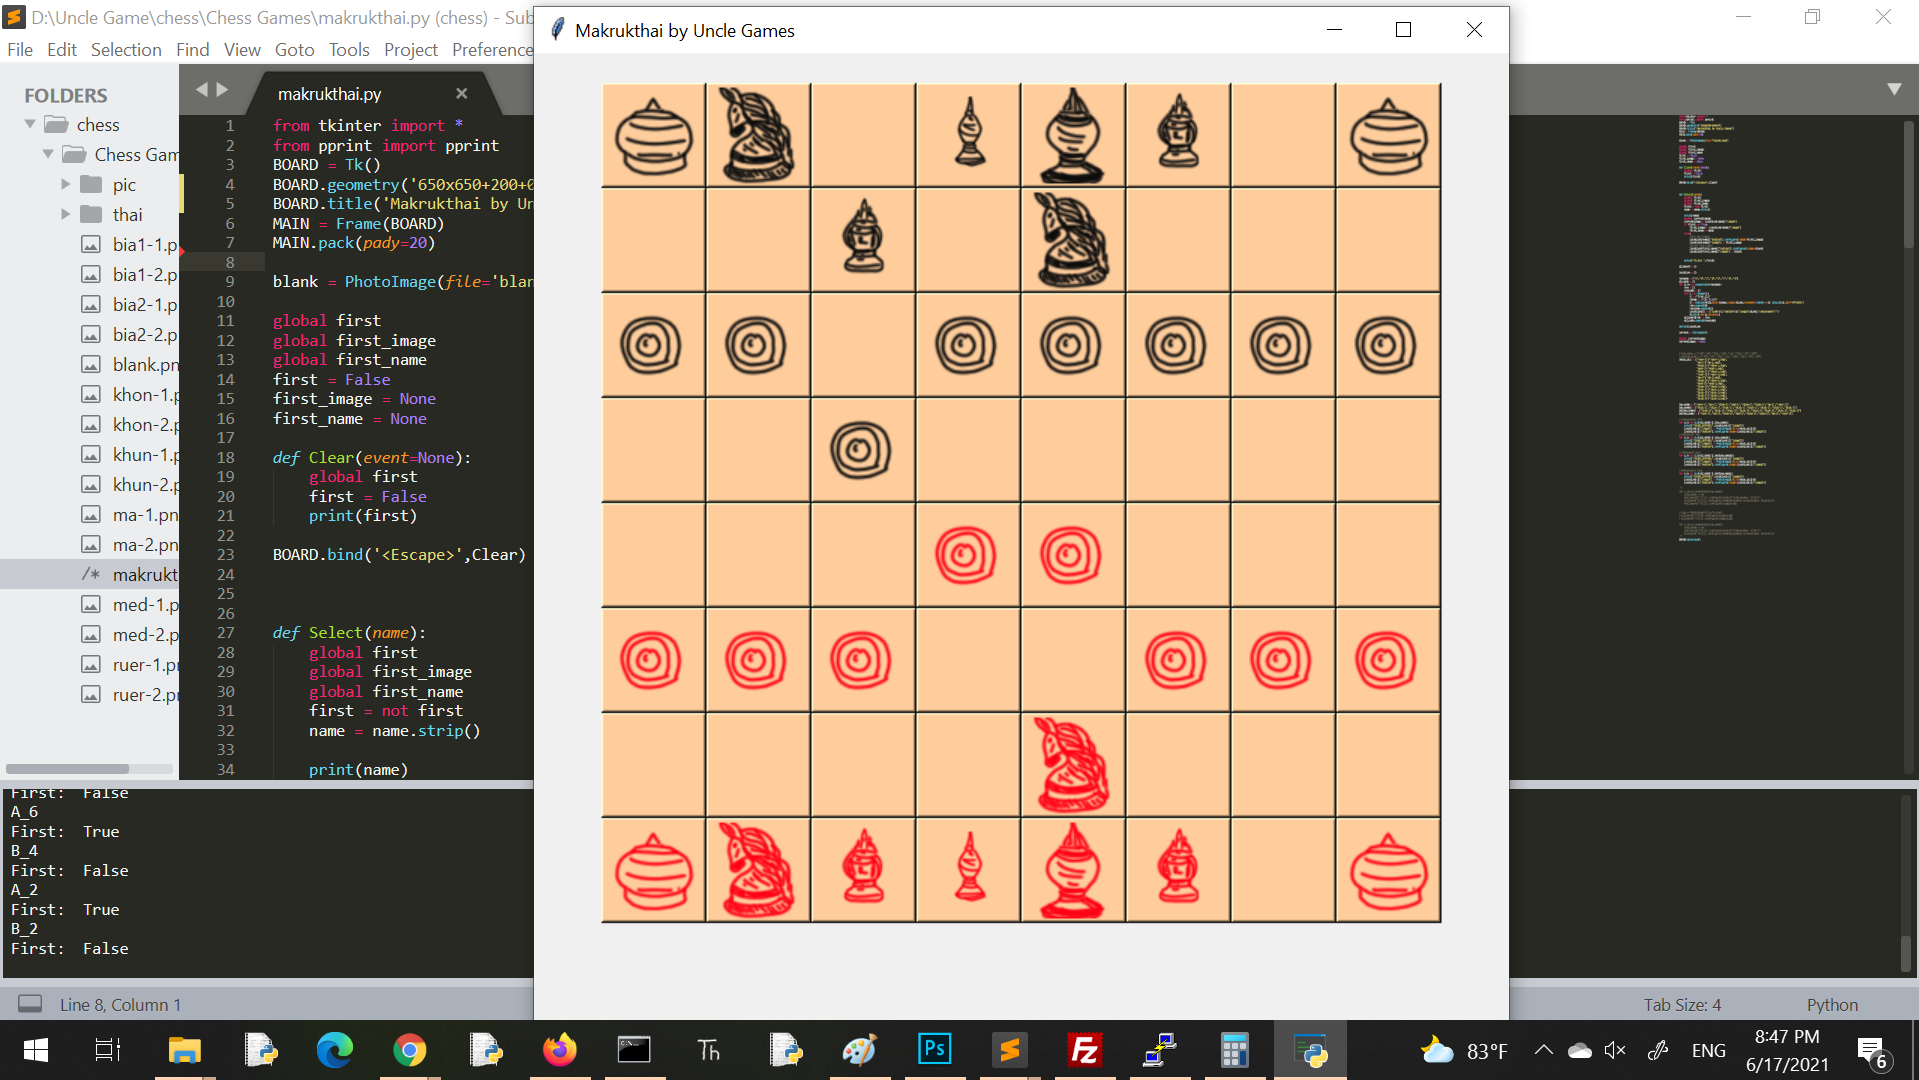 D:\Uncle Game\chess\Chess Games\makrukthai.py (chess) - Sub
File Edit Selection Find View Goto Tools Project Preference
Makrukthai by Uncle Games
FOLDERS
chess
Chess Gam
pic
thai
bia1-1.p
bia1-2.p
bia2-1.p
bia2-2.p
blank.pn
khon-1.p
khon-2.p
khun-1.p
khun-2.p
ma-1.pn
ma-2.pn
makrukt
med-1.p
med-2.p
ruer-1.pn
ruer-2.pn
makrukthai.py
1 from tkinter import *
2 from pprint import pprint
3 BOARD = Tk()
4 BOARD.geometry('650x650+200+0
5 BOARD.title('Makrukthai by Un
6 MAIN = Frame(BOARD)
7 MAIN.pack(pady=20)
8
9 blank = PhotoImage(file='blan
10
11 global first
12 global first_image
13 global first_name
14 first = False
15 first_image = None
16 first_name = None
17
18 def Clear(event=None):
19 global first
20 first = False
21 print(first)
22
23 BOARD.bind('<Escape>',Clear)
24
25
26
27 def Select(name):
28 global first
29 global first_image
30 global first_name
31 first = not first
32 name = name.strip()
33
34 print(name)
First: False
A_6
First: True
B_4
First: False
A_2
First: True
B_2
First: False
Line 8, Column 1
Tab Size: 4
Python
Th
Ps
Fz
83°F
ENG
8:47 PM
6/17/2021
6